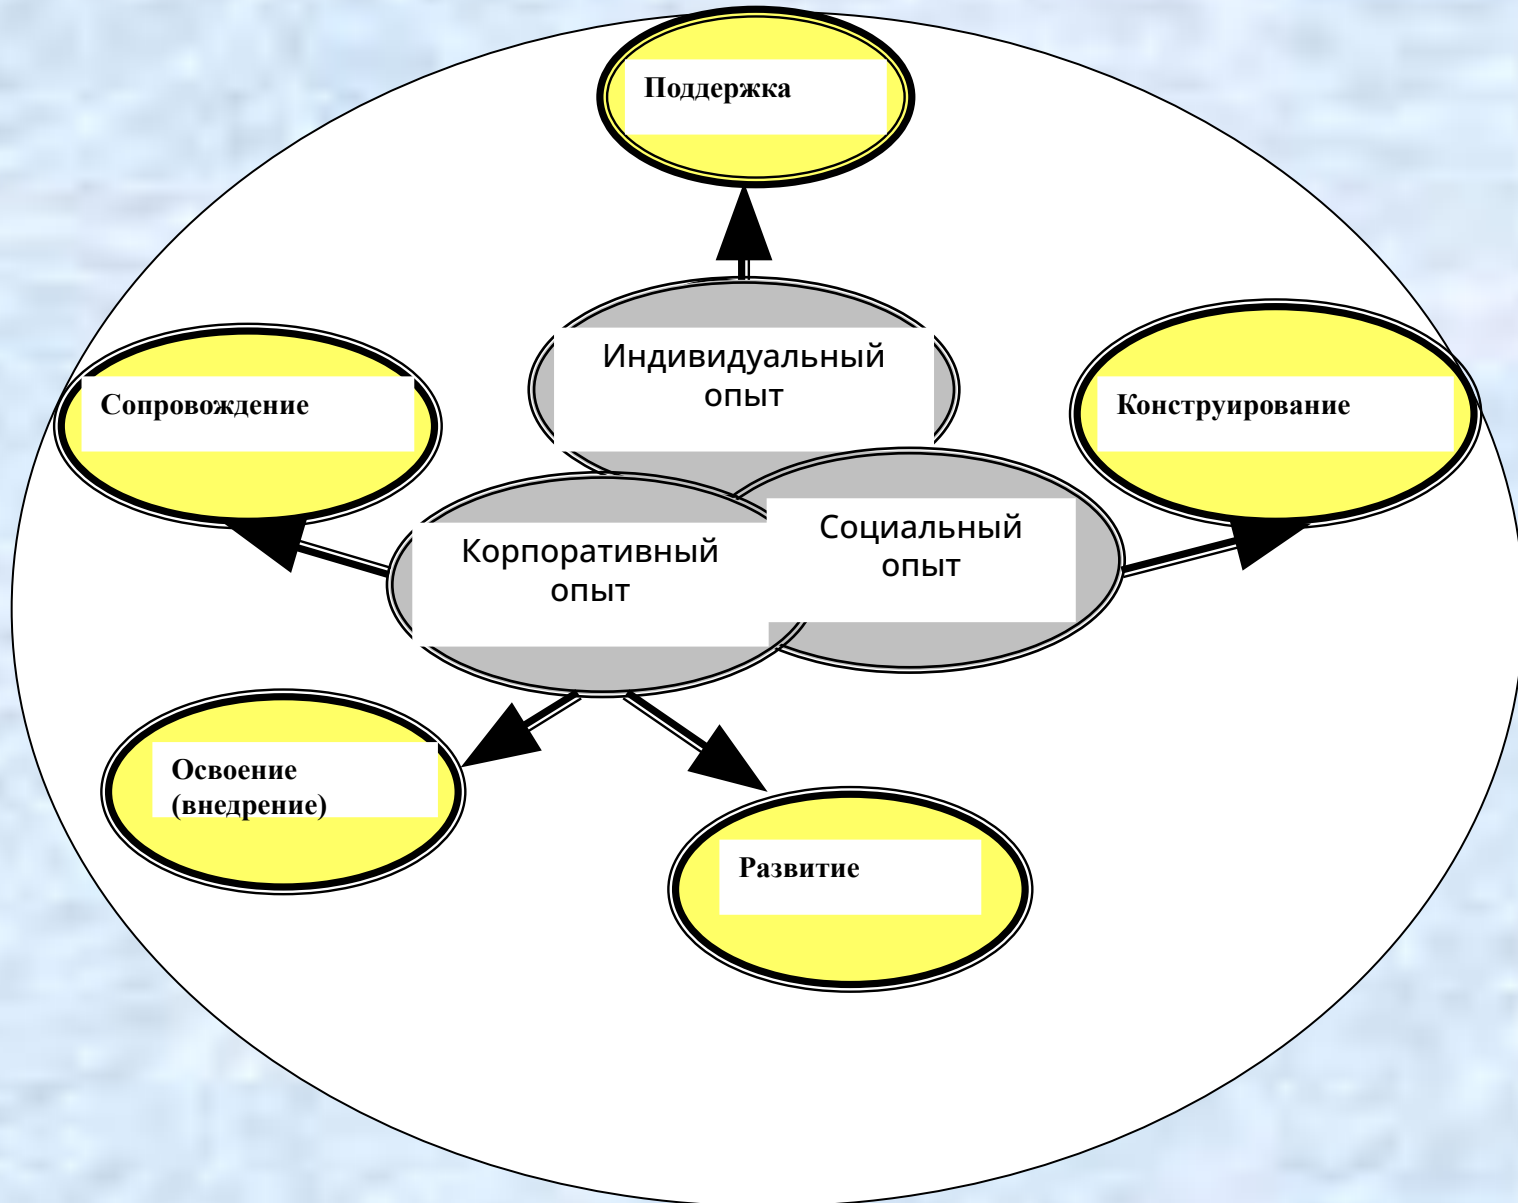 Поддержка
Индивидуальный
опыт
Сопровождение
Конструирование
Социальный
опыт
Корпоративный
опыт
Освоение
(внедрение)
Развитие